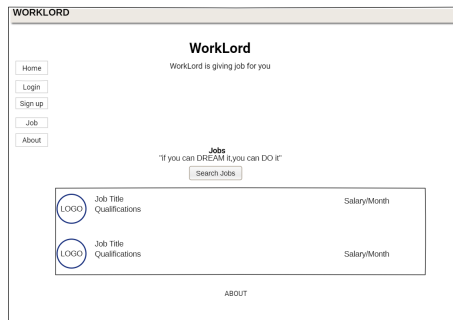 WORKLORD
WorkLord
WorkLord is giving job for you
Home
Login
Sign up
Job
About
Jobs
"if you can DREAM it,you can DO it"
Search Jobs
LOGO
Job Title
Qualifications
Salary/Month
LOGO
Job Title
Qualifications
Salary/Month
ABOUT